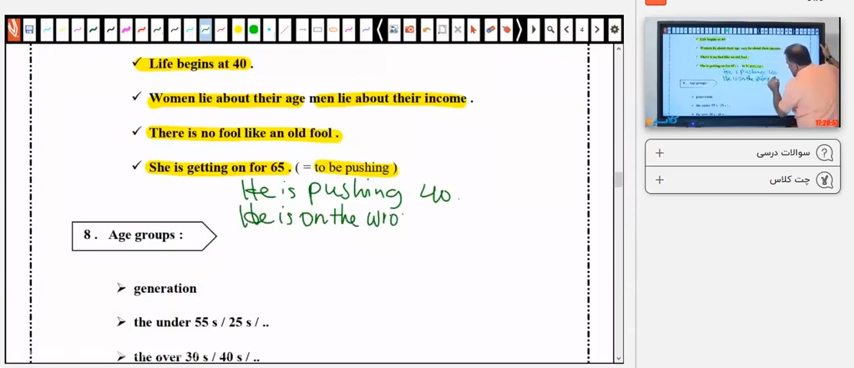 Life begins at 40 .
Women lie about their age men lie about their income .
There is no fool like an old fool .
She is getting on for 65 . ( = to be pushing )
He is pushing 40.
He is on the wro
8 . Age groups :
generation
the under 55 s / 25 s / ..
the over 30 s / 40 s / ..
سوالات درسی
چت کلاس